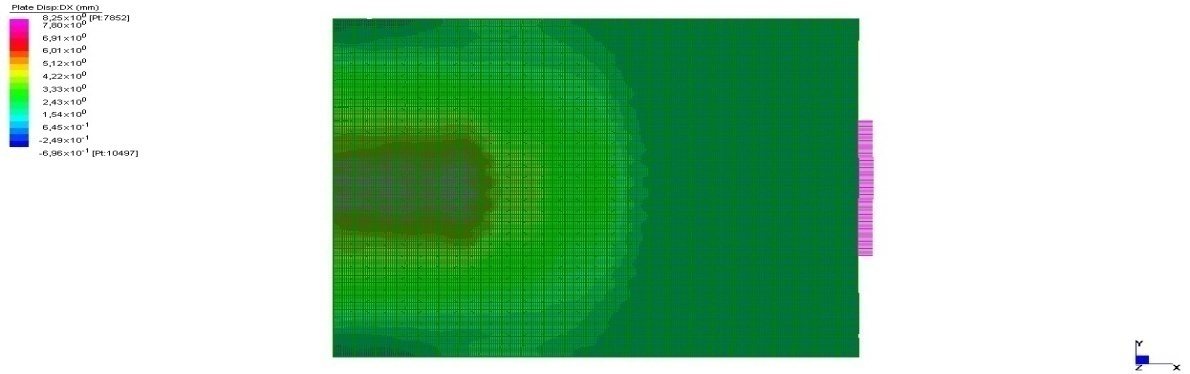 Plate Disp:DX (mm)
8,25×10⁰ [Pt:7852]
7,80×10⁰
6,91×10⁰
6,01×10⁰
5,12×10⁰
4,22×10⁰
3,33×10⁰
2,43×10⁰
1,54×10⁰
6,45×10⁻¹
-2,49×10⁻¹
-6,96×10⁻¹ [Pt:10497]
Y
Z X